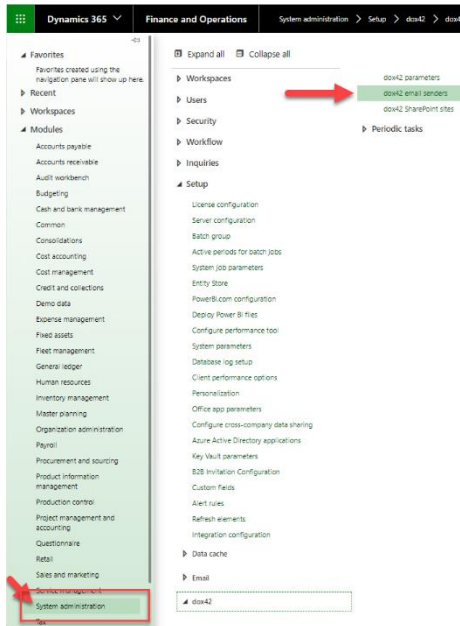 Dynamics 365
Finance and Operations
System administration > Setup > dox42 >
Favorites
Favorites created using the
navigation pane will show up here.
Recent
Workspaces
Modules
Accounts payable
Accounts receivable
Audit workbench
Budgeting
Cash and bank management
Common
Consolidations
Cost accounting
Cost management
Credit and collections
Demo data
Expense management
Fixed assets
Fleet management
General ledger
Human resources
Inventory management
Master planning
Organization administration
Payroll
Procurement and sourcing
Product information
management
Production control
Project management and
accounting
Questionnaire
Retail
Sales and marketing
Service management
System administration
Tax
Expand all
Collapse all
Workspaces
Users
Security
Workflow
Inquiries
Setup
License configuration
Server configuration
Batch group
Active periods for batch jobs
System job parameters
Entity Store
PowerBI.com configuration
Deploy Power BI files
Configure performance tool
System parameters
Database log setup
Client performance options
Personalization
Office app parameters
Configure cross-company data sharing
Azure Active Directory applications
Key Vault parameters
B2B Invitation Configuration
Custom fields
Alert rules
Refresh elements
Integration configuration
Data cache
Email
dox42
dox42 parameters
dox42 email senders
dox42 SharePoint sites
Periodic tasks